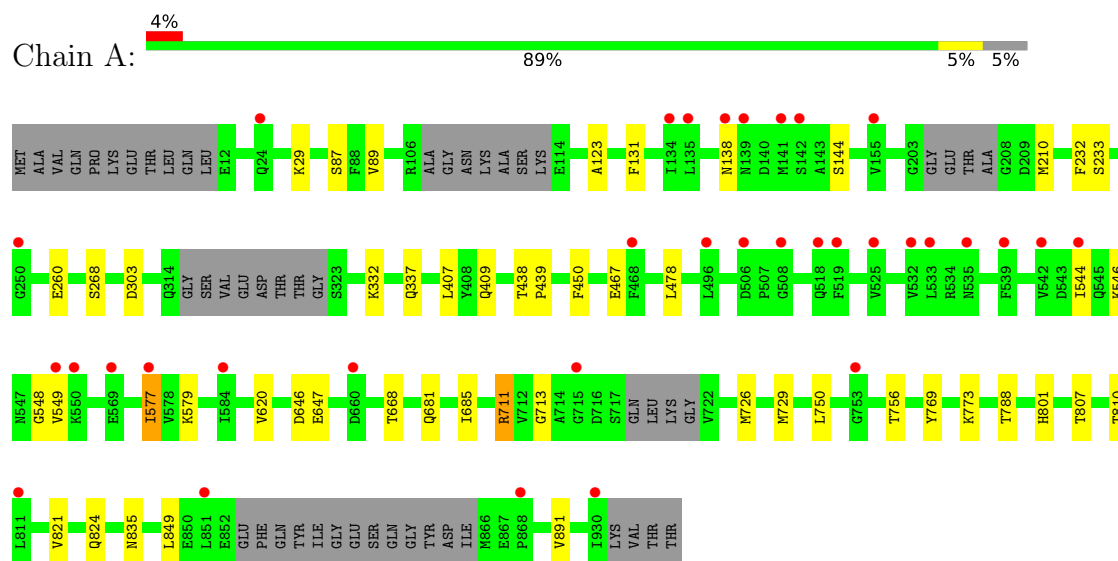 4%
Chain A:
89% 5% 5%
MET ALA VAL GLN PRO LYS GLU THR LEU GLN LEU E12 Q24 K29 S87 F88 V89 R106 ALA GLY ASN LYS ALA SER LYS E114 A123 F131 I134 L135 N138 N139 D140 M141 S142 A143 S144 V155 G203 GLY GLU THR ALA G208 D209 M210 F232 S233
G250 E260 S268 D303 Q314 GLY SER VAL GLU ASP THR THR GLY S323 K332 Q337 L407 Y408 Q409 T438 P439 F450 E467 F468 L478 L496 D506 P507 G508 Q518 F519 V525 V532 L533 R534 N535 F539 V542 D543 I544 Q545 K546
N547 G548 V549 K550 E569 I577 V578 K579 I584 V620 D646 E647 D660 T668 Q681 I685 R711 V712 G713 A714 G715 D716 S717 GLN LEU LYS GLY V722 M726 M729 L750 G753 T756 Y769 K773 T788 H801 T807 T810
L811 V821 Q824 N835 L849 E850 L851 E852 GLU PHE GLN TYR ILE GLY GLU SER GLN GLY TYR ASP ILE M866 E867 P868 V891 I930 LYS VAL THR THR